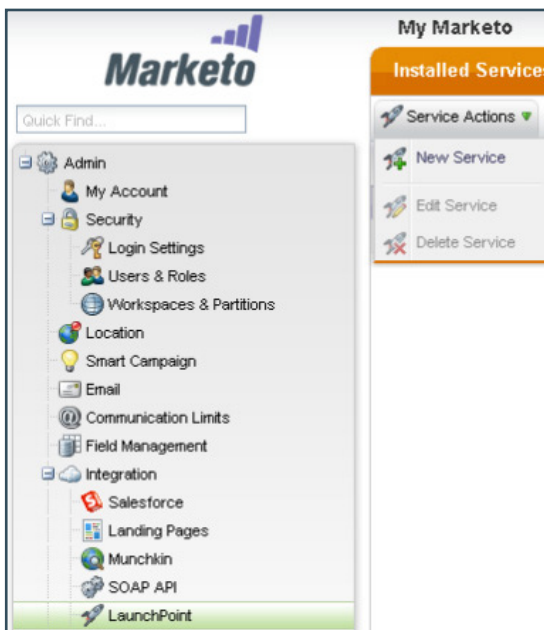 Marketo
Quick Find...
Admin
My Account
Security
Login Settings
Users & Roles
Workspaces & Partitions
Location
Smart Campaign
Email
Communication Limits
Field Management
Integration
Salesforce
Landing Pages
Munchkin
SOAP API
LaunchPoint
My Marketo
Installed Services
Service Actions
New Service
Edit Service
Delete Service